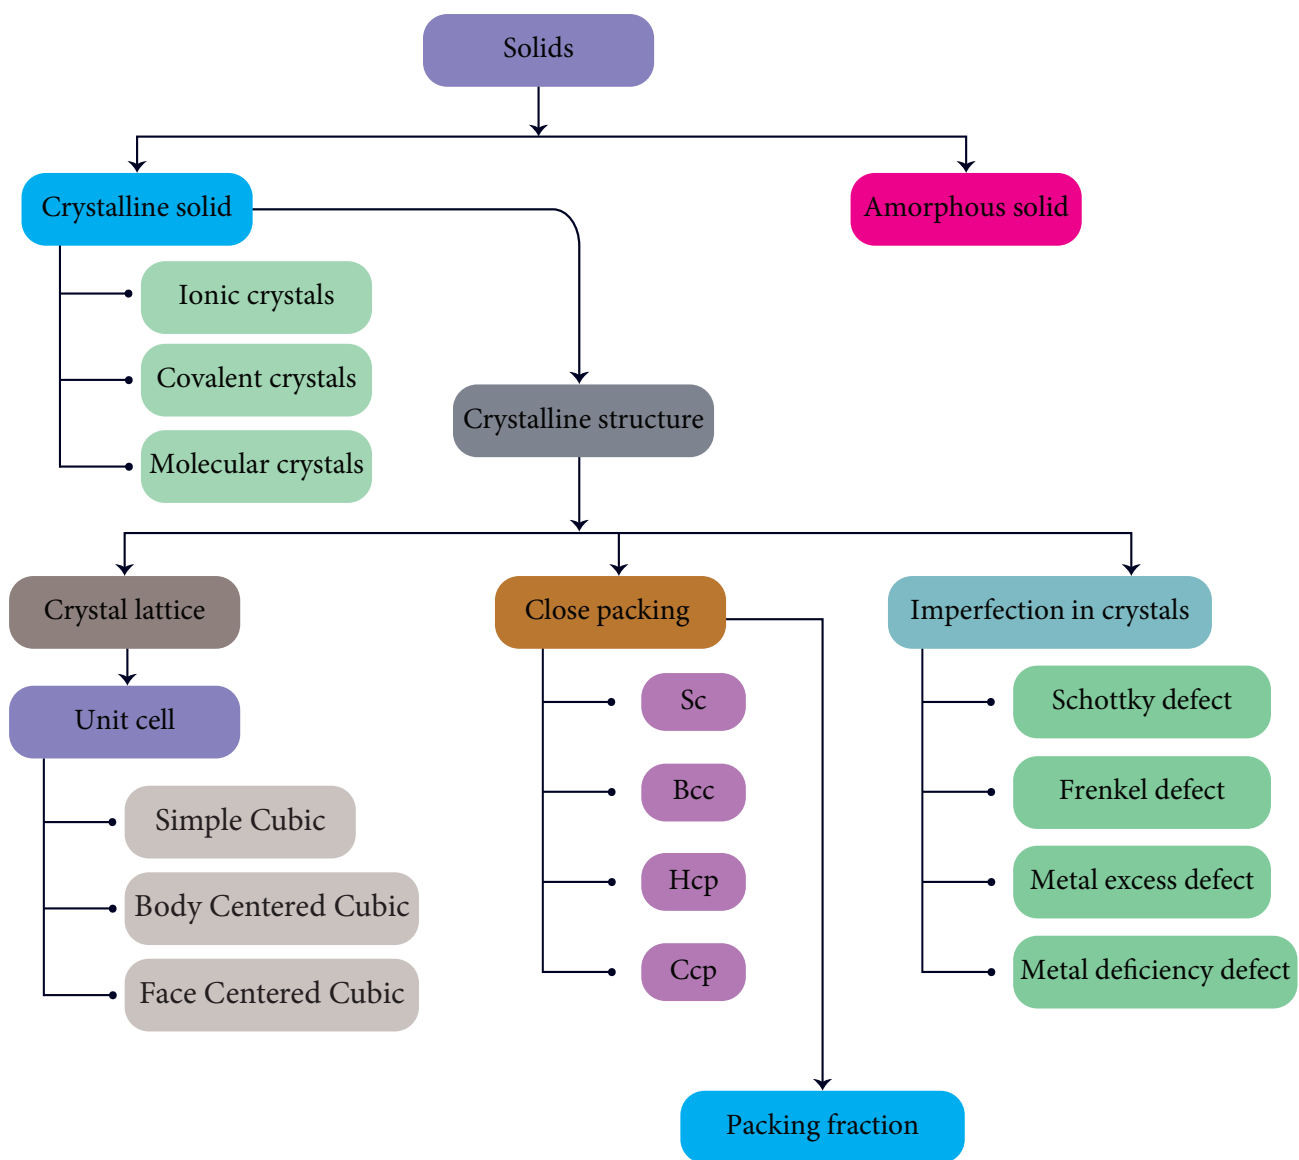 Solids
Crystalline solid
Amorphous solid
Ionic crystals
Covalent crystals
Molecular crystals
Crystalline structure
Crystal lattice
Close packing
Imperfection in crystals
Unit cell
Simple Cubic
Body Centered Cubic
Face Centered Cubic
Sc
Bcc
Hcp
Ccp
Schottky defect
Frenkel defect
Metal excess defect
Metal deficiency defect
Packing fraction